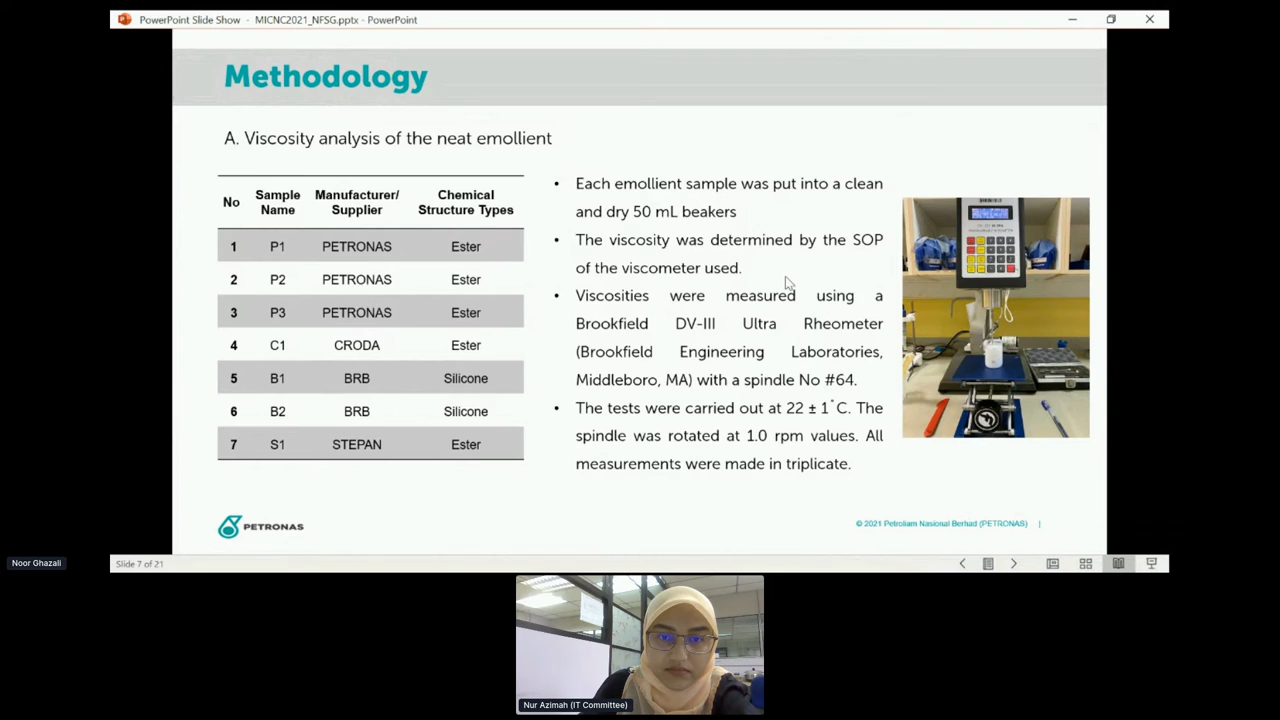 PowerPoint Slide Show - MICNC2021_NFSG.pptx - PowerPoint
Methodology
A. Viscosity analysis of the neat emollient
No Sample Name Manufacturer/ Supplier Chemical Structure Types
1 P1 PETRONAS Ester
2 P2 PETRONAS Ester
3 P3 PETRONAS Ester
4 C1 CRODA Ester
5 B1 BRB Silicone
6 B2 BRB Silicone
7 S1 STEPAN Ester
• Each emollient sample was put into a clean
and dry 50 mL beakers
• The viscosity was determined by the SOP
of the viscometer used.
• Viscosities were measured using a
Brookfield DV-III Ultra Rheometer
(Brookfield Engineering Laboratories,
Middleboro, MA) with a spindle No #64.
• The tests were carried out at 22 ± 1°C. The
spindle was rotated at 1.0 rpm values. All
measurements were made in triplicate.
PETRONAS
© 2021 Petroliam Nasional Berhad (PETRONAS) |
Noor Ghazali
Slide 7 of 21
Nur Azimah (IT Committee)